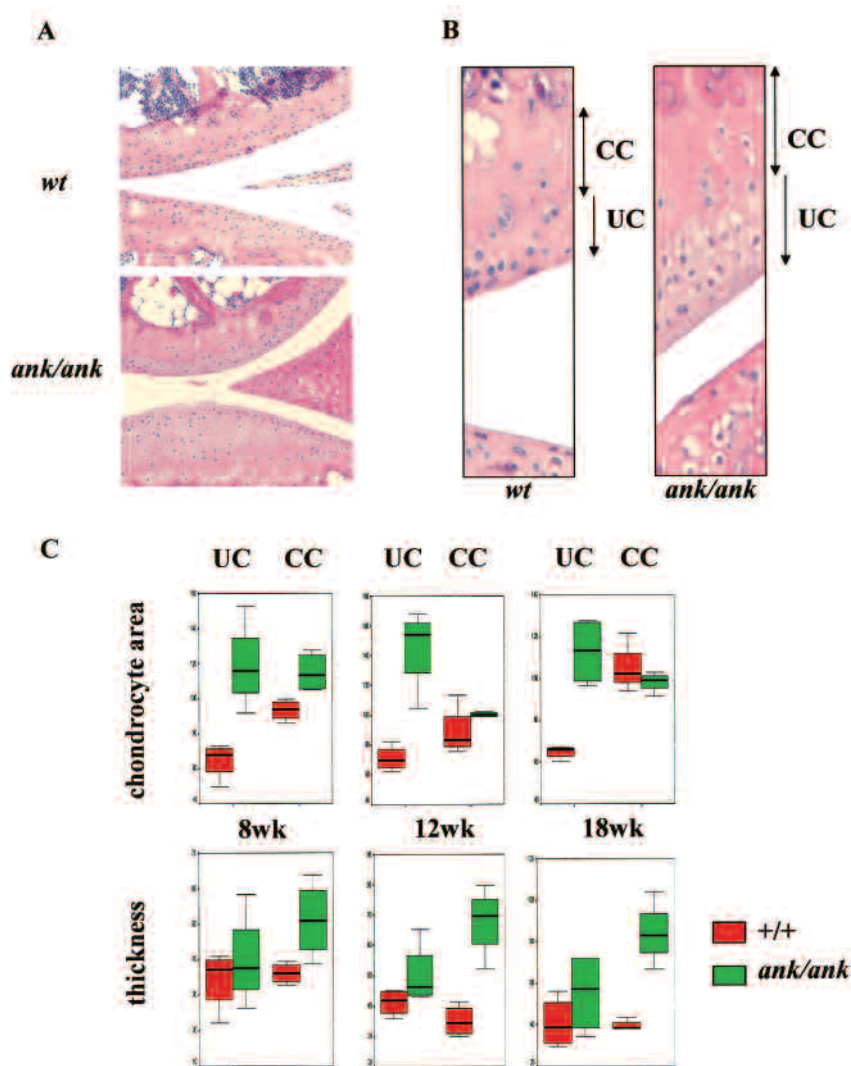 A
B
wt
ank/ank
CC
UC
CC
UC
wt
ank/ank
C
UC CC
UC CC
UC CC
chondrocyte area
8wk
12wk
18wk
thickness
+/+
ank/ank